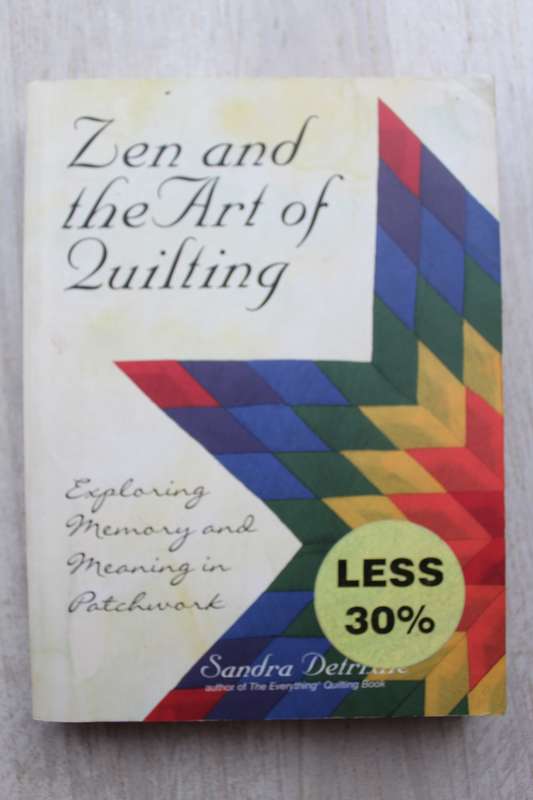 Zen and
the Art of
Quilting
Exploring
Memory and
Meaning in
Patchwork
LESS
30%
Sandra
author of The Everything® Quilting Book